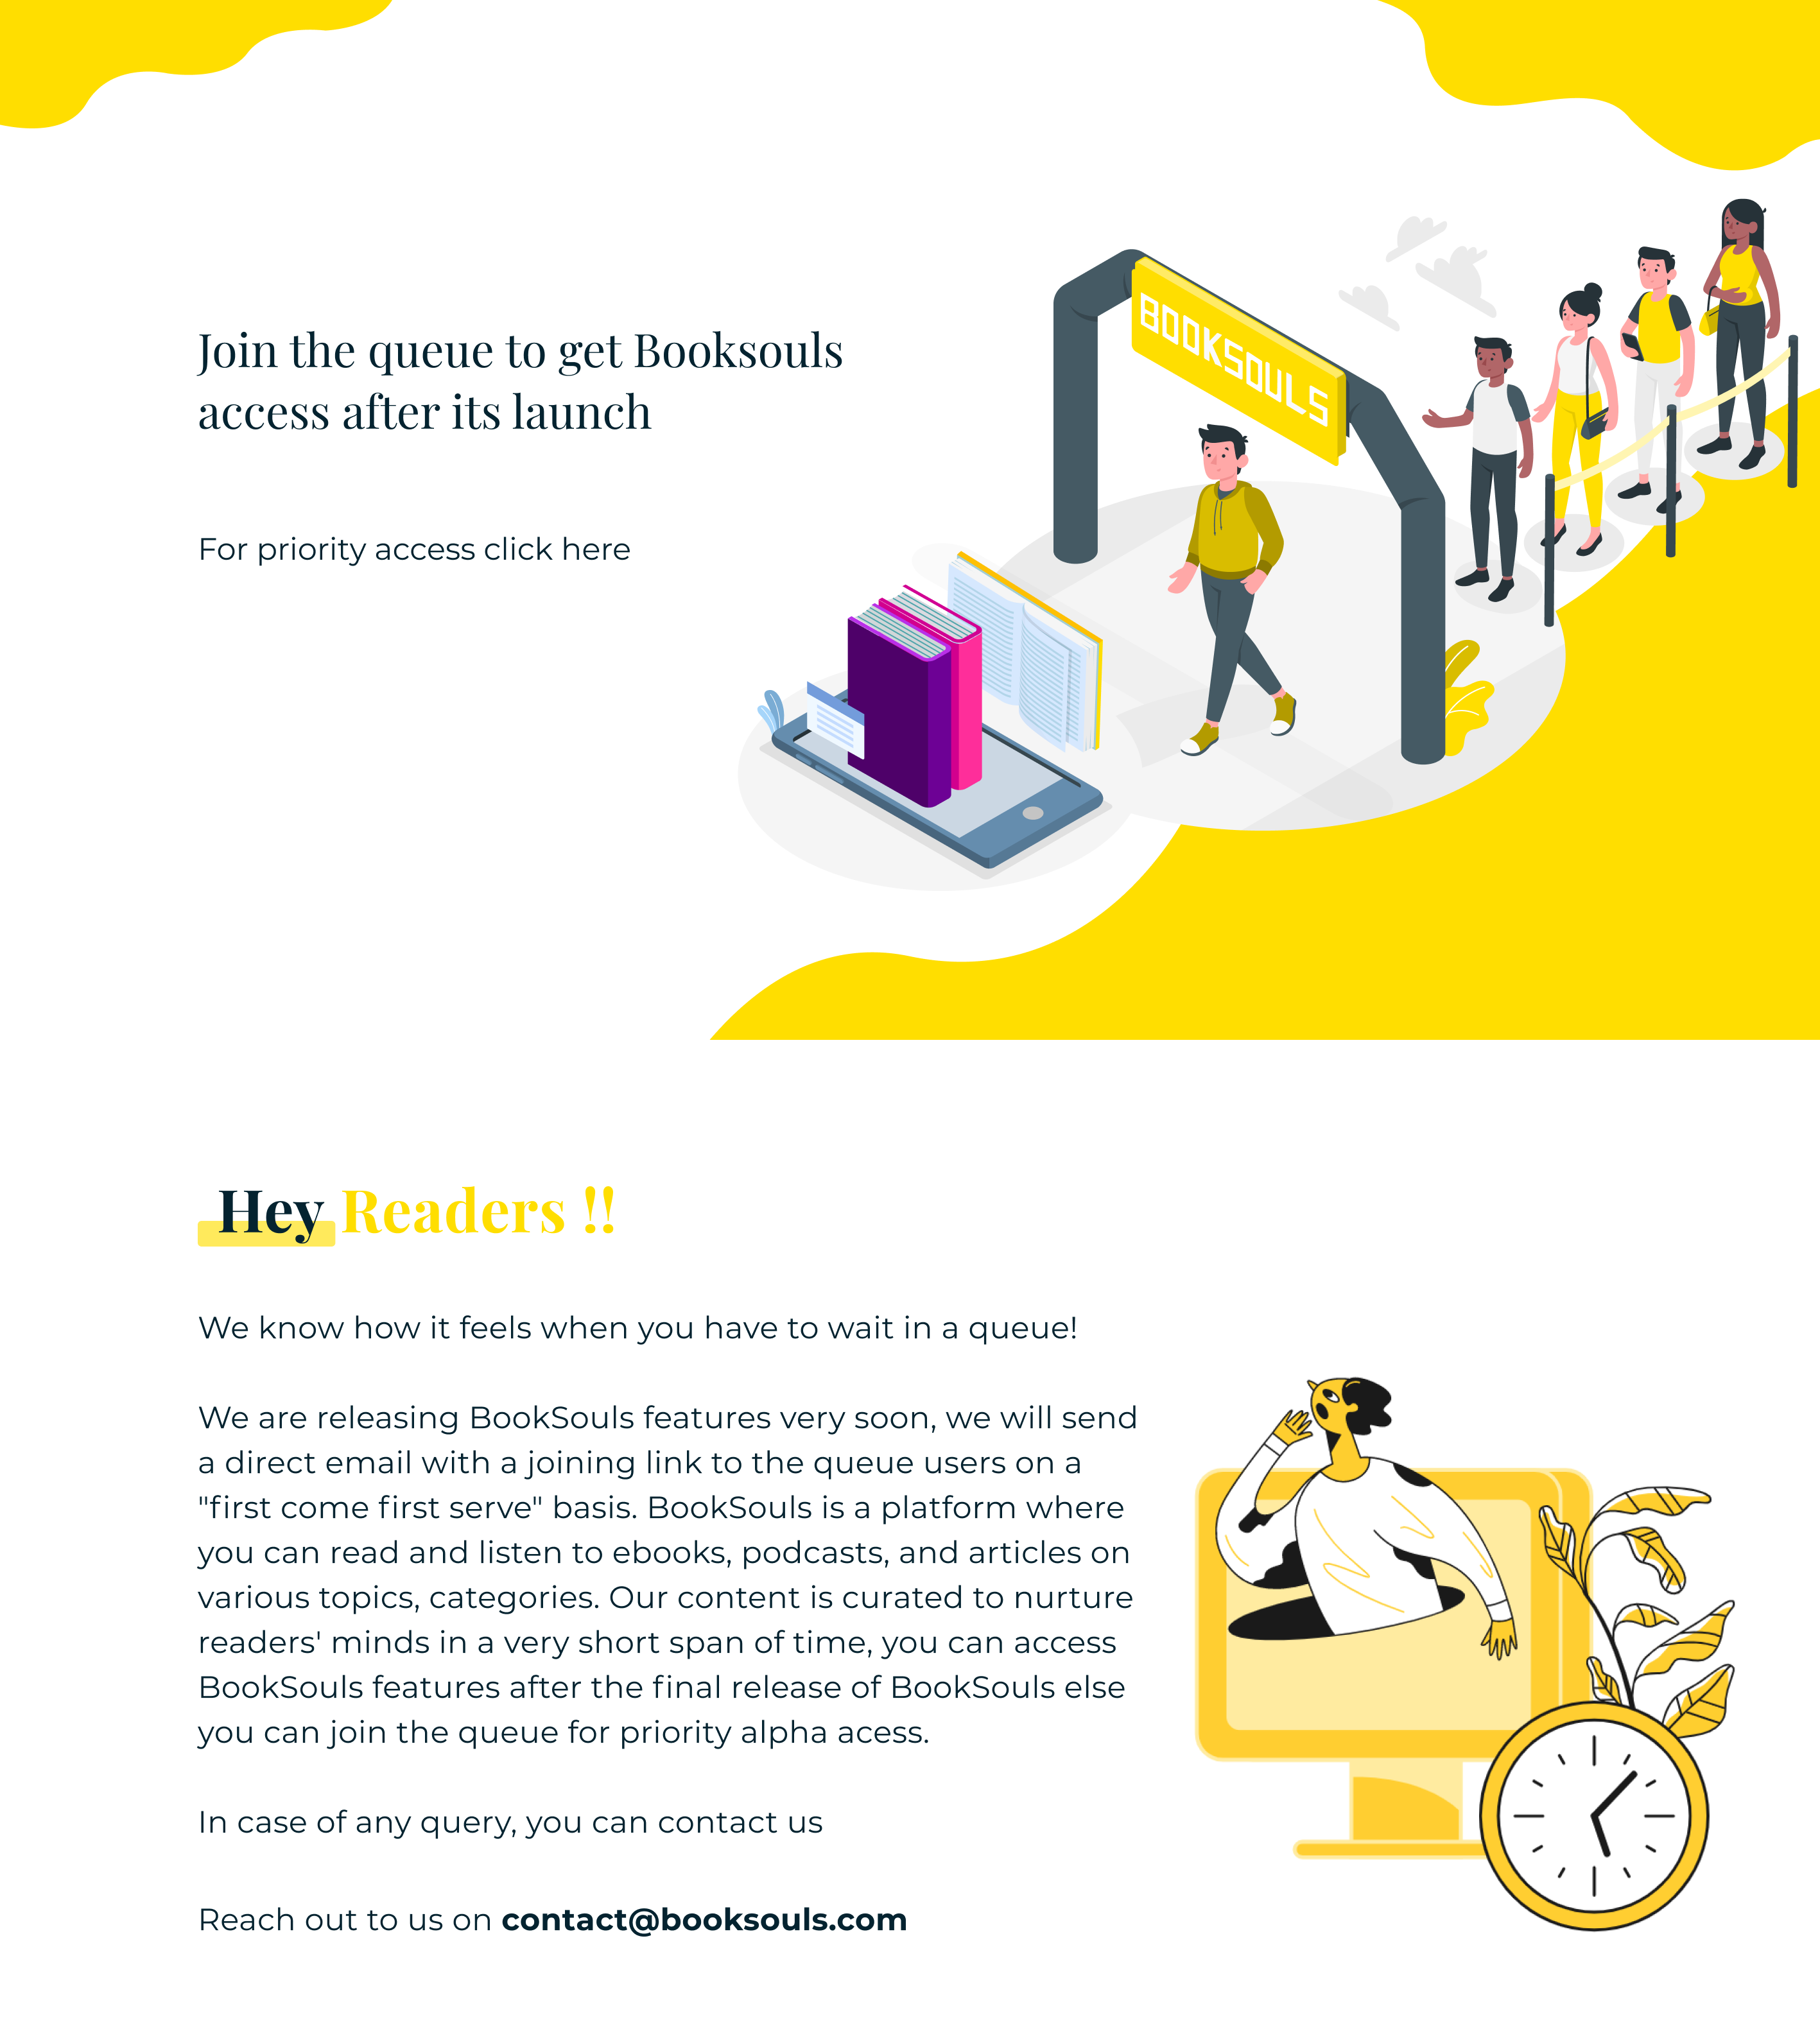 Join the queue to get Booksouls
access after its launch
For priority access click here
BOOKSOULS
Hey Readers !!
We know how it feels when you have to wait in a queue!
We are releasing BookSouls features very soon, we will send
a direct email with a joining link to the queue users on a
"first come first serve" basis. BookSouls is a platform where
you can read and listen to ebooks, podcasts, and articles on
various topics, categories. Our content is curated to nurture
readers' minds in a very short span of time, you can access
BookSouls features after the final release of BookSouls else
you can join the queue for priority alpha acess.
In case of any query, you can contact us
Reach out to us on contact@booksouls.com